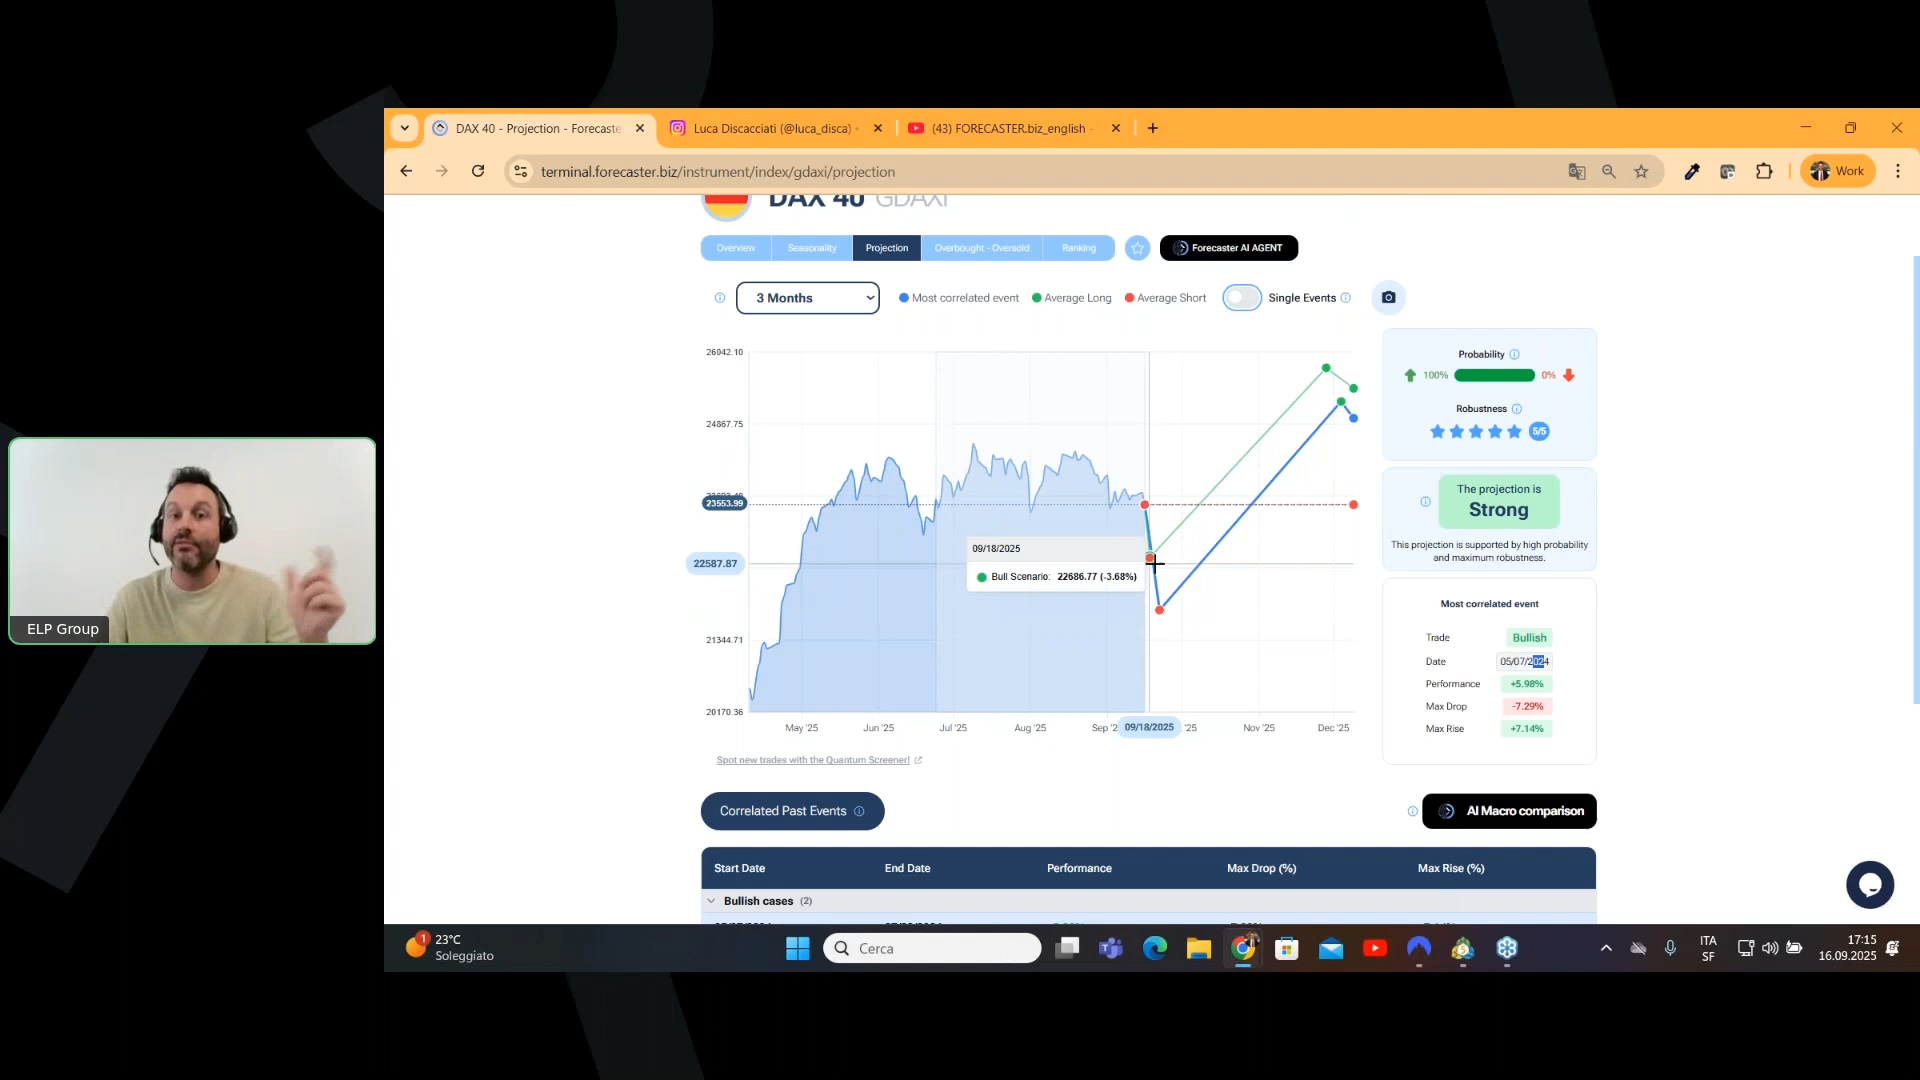 DAX 40 - Projection - Forecaste
Luca Discacciati (@luca_disca)
(43) FORECASTER.biz_english -
terminal.forecaster.biz/instrument/index/gdaxi/projection
Work
DAX 40 GDAXI
Overview
Seasonality
Projection
Overbought - Oversold
Ranking
Forecaster AI AGENT
3 Months
Most correlated event
Average Long
Average Short
Single Events
26042.10
24867.75
23553.99
22587.87
21344.71
20170.36
09/18/2025
Bull Scenario: 22686.77 (-3.68%)
May '25
Jun '25
Jul '25
Aug '25
Sep '2
09/18/2025
'25
Nov '25
Dec '25
Spot new trades with the Quantum Screener!
Probability
100%
0%
Robustness
5/5
The projection is
Strong
This projection is supported by high probability
and maximum robustness.
Most correlated event
Trade Bullish
Date 05/07/2024
Performance +5.98%
Max Drop -7.29%
Max Rise +7.14%
Correlated Past Events
AI Macro comparison
Start Date
End Date
Performance
Max Drop (%)
Max Rise (%)
Bullish cases (2)
ELP Group
1
23°C
Soleggiato
Cerca
ITA
SF
17:15
16.09.2025